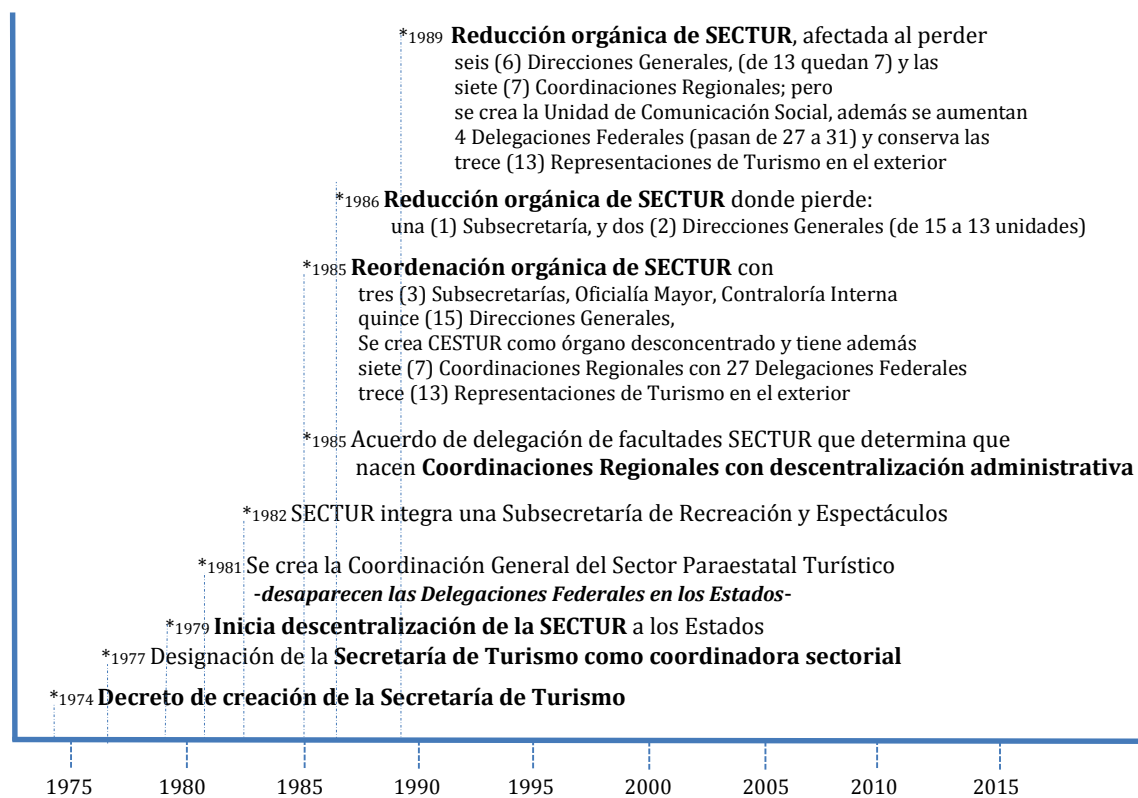 *1989 Reducción orgánica de SECTUR, afectada al perder
seis (6) Direcciones Generales, (de 13 quedan 7) y las
siete (7) Coordinaciones Regionales; pero
se crea la Unidad de Comunicación Social, además se aumentan
4 Delegaciones Federales (pasan de 27 a 31) y conserva las
trece (13) Representaciones de Turismo en el exterior
*1986 Reducción orgánica de SECTUR donde pierde:
una (1) Subsecretaría, y dos (2) Direcciones Generales (de 15 a 13 unidades)
*1985 Reordenación orgánica de SECTUR con
tres (3) Subsecretarías, Oficialía Mayor, Contraloría Interna
quince (15) Direcciones Generales,
Se crea CESTUR como órgano desconcentrado y tiene además
siete (7) Coordinaciones Regionales con 27 Delegaciones Federales
trece (13) Representaciones de Turismo en el exterior
*1985 Acuerdo de delegación de facultades SECTUR que determina que
nacen Coordinaciones Regionales con descentralización administrativa
*1982 SECTUR integra una Subsecretaría de Recreación y Espectáculos
*1981 Se crea la Coordinación General del Sector Paraestatal Turístico
-desaparecen las Delegaciones Federales en los Estados-
*1979 Inicia descentralización de la SECTUR a los Estados
*1977 Designación de la Secretaría de Turismo como coordinadora sectorial
*1974 Decreto de creación de la Secretaría de Turismo
1975 1980 1985 1990 1995 2000 2005 2010 2015